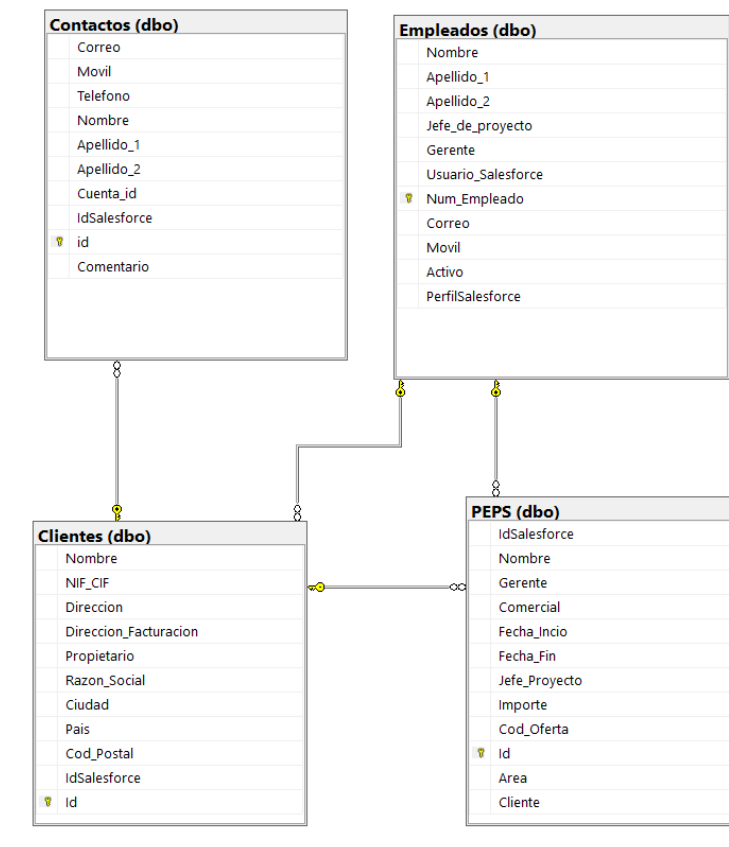 Contactos (dbo)
Correo
Movil
Telefono
Nombre
Apellido_1
Apellido_2
Cuenta_id
IdSalesforce
id
Comentario
Empleados (dbo)
Nombre
Apellido_1
Apellido_2
Jefe_de_proyecto
Gerente
Usuario_Salesforce
Num_Empleado
Correo
Movil
Activo
PerfilSalesforce
Clientes (dbo)
Nombre
NIF_CIF
Direccion
Direccion_Facturacion
Propietario
Razon_Social
Ciudad
Pais
Cod_Postal
IdSalesforce
Id
PEPS (dbo)
IdSalesforce
Nombre
Gerente
Comercial
Fecha_Incio
Fecha_Fin
Jefe_Proyecto
Importe
Cod_Oferta
Id
Area
Cliente